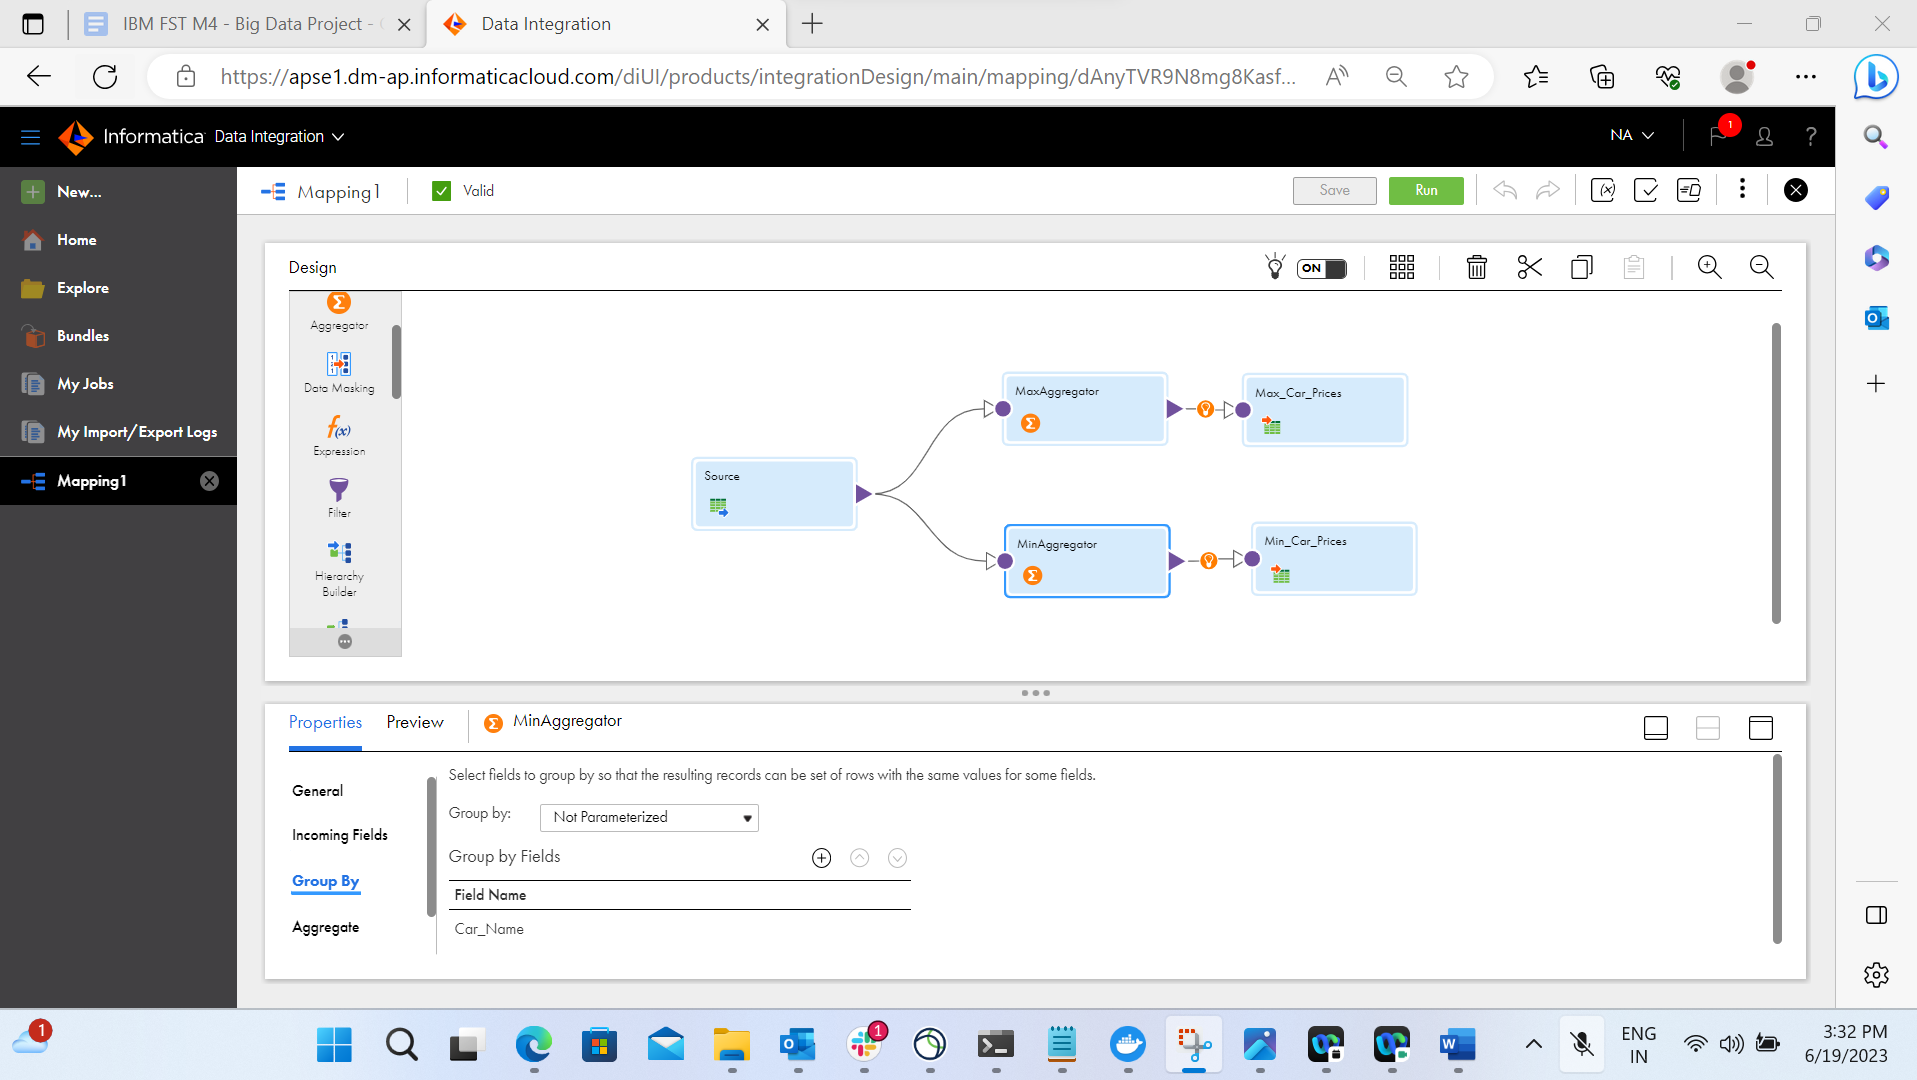 IBM FST M4 - Big Data Project -
Data Integration
https://apse1.dm-ap.informaticacloud.com/diUI/products/integrationDesign/main/mapping/dAnyTVR9N8mg8Kasf...
Informatica Data Integration
NA
1
?
New...
Home
Explore
Bundles
My Jobs
My Import/Export Logs
Mapping1
Mapping1
Valid
Save
Run
Design
ON
Aggregator
Data Masking
Expression
Filter
Hierarchy
Builder
Source
MaxAggregator
Max_Car_Prices
MinAggregator
Min_Car_Prices
Properties
Preview
MinAggregator
General
Incoming Fields
Group By
Aggregate
Select fields to group by so that the resulting records can be set of rows with the same values for some fields.
Group by:
Not Parameterized
Group by Fields
Field Name
Car_Name
1
1
ENG
IN
3:32 PM
6/19/2023